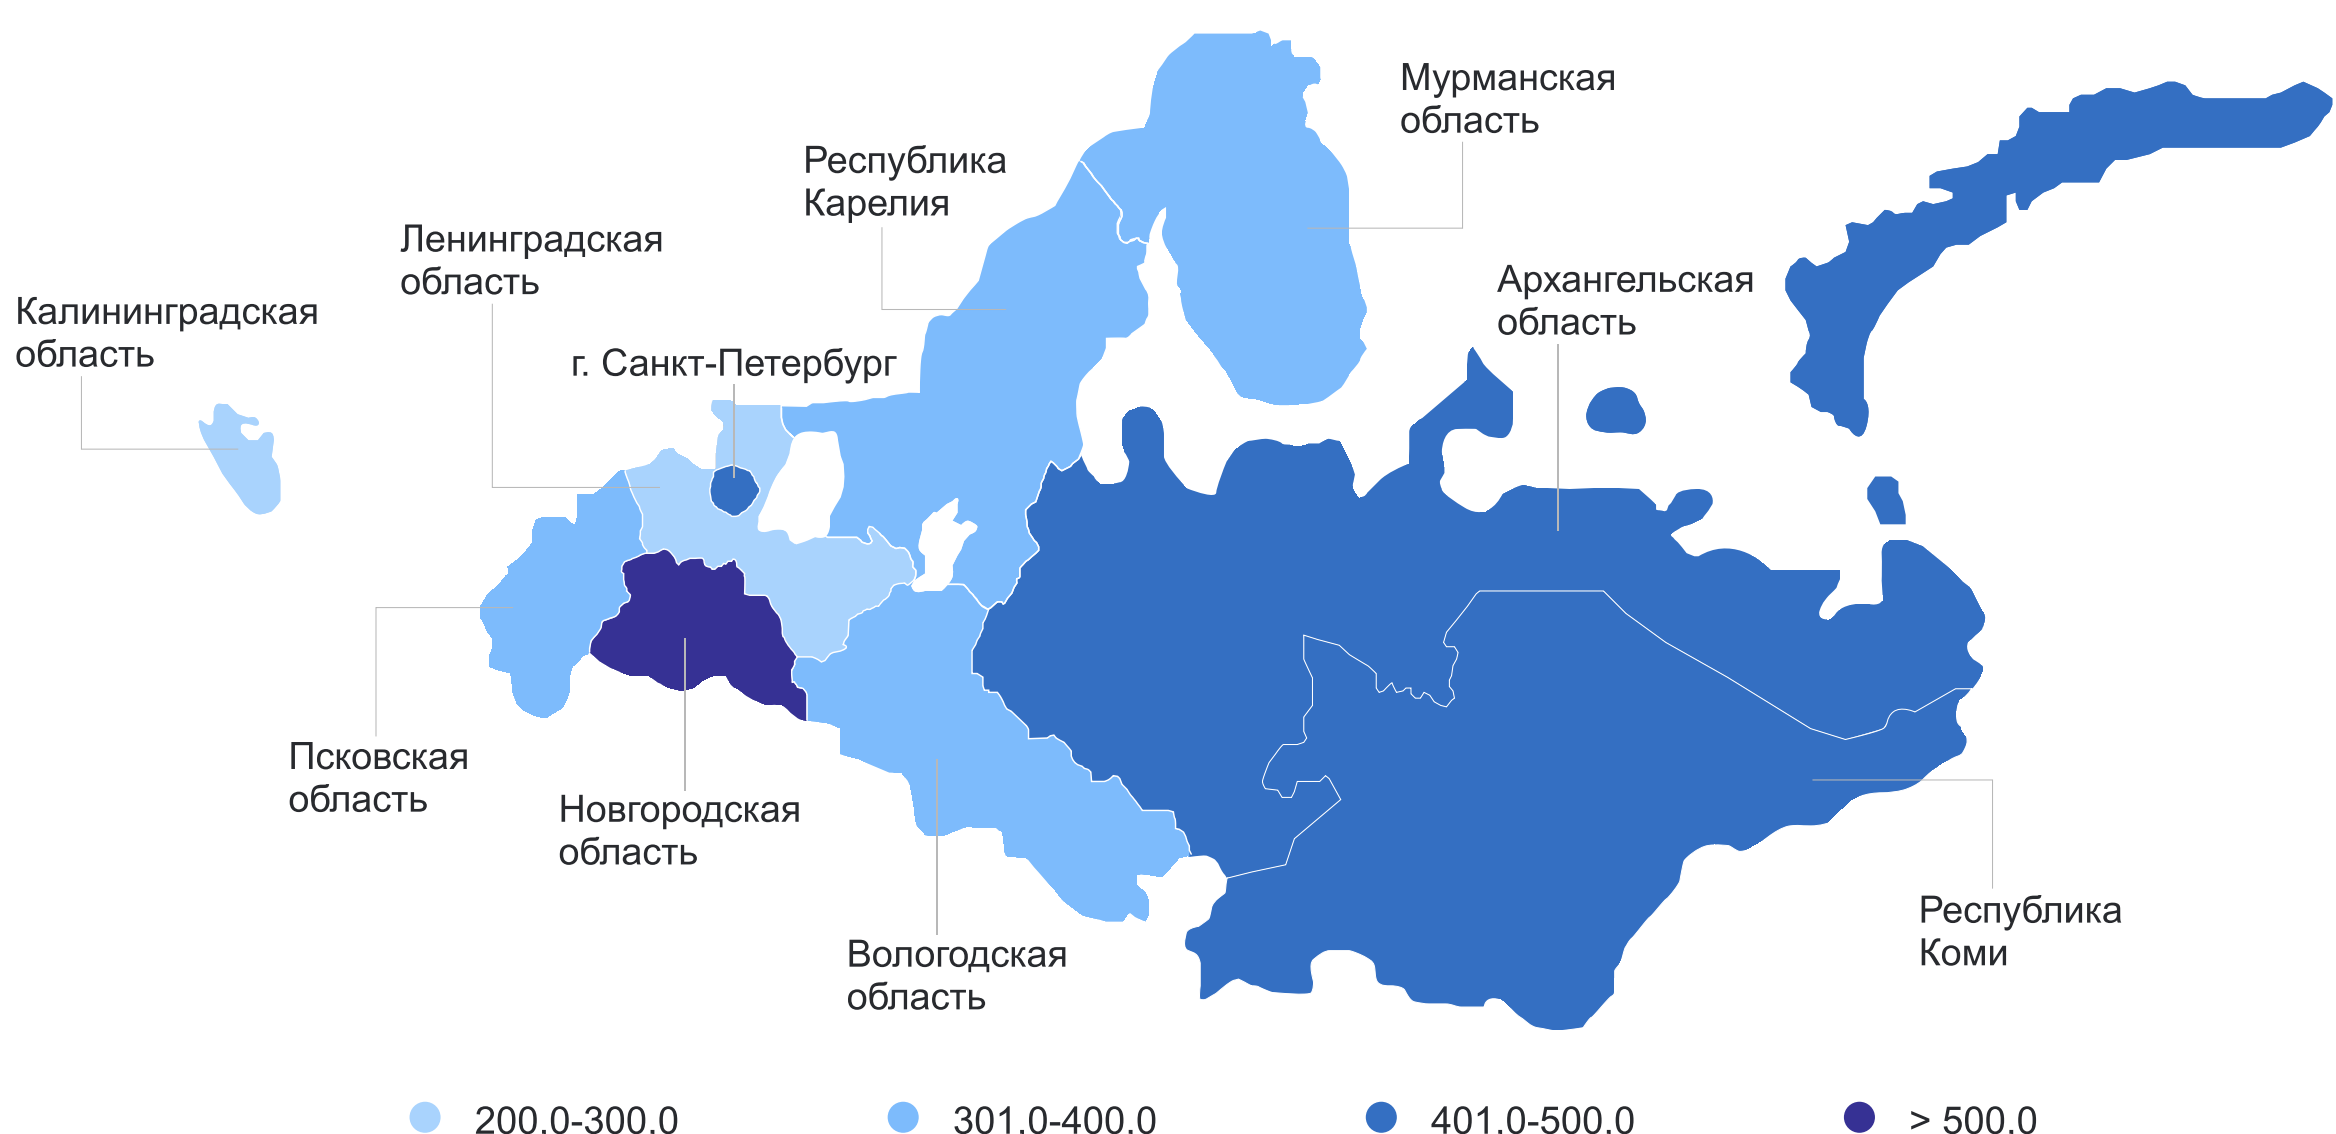 Мурманская
область
Республика
Карелия
Ленинградская
область
Архангельская
область
Калининградская
область
г. Санкт-Петербург
Псковская
область
Новгородская
область
Республика
Коми
Вологодская
область
200.0-300.0
301.0-400.0
401.0-500.0
> 500.0